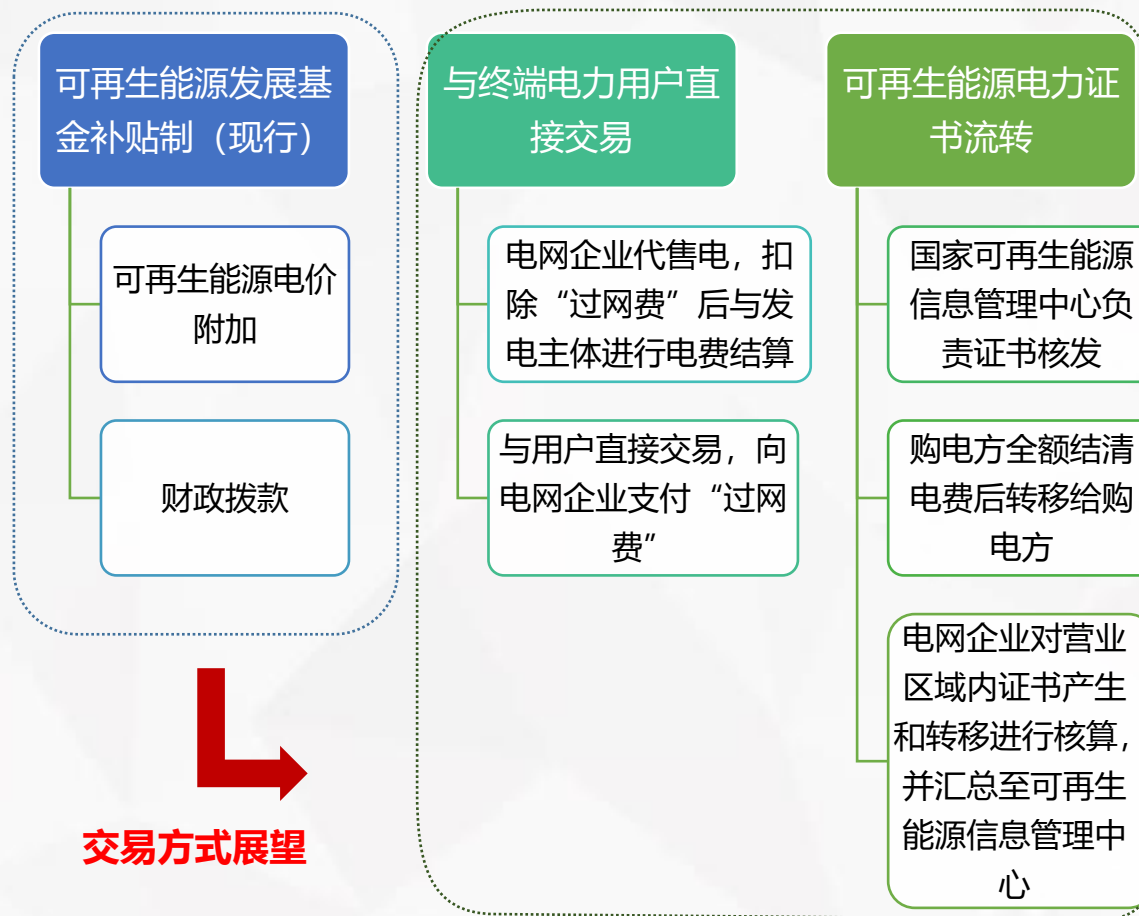 可再生能源发展基
金补贴制（现行）
可再生能源电价
附加
财政拨款
交易方式展望
与终端电力用户直
接交易
电网企业代售电，扣
除“过网费”后与发
电主体进行电费结算
与用户直接交易，向
电网企业支付“过网
费”
可再生能源电力证
书流转
国家可再生能源
信息管理中心负
责证书核发
购电方全额结清
电费后转移给购
电方
电网企业对营业
区域内证书产生
和转移进行核算，
并汇总至可再生
能源信息管理中
心